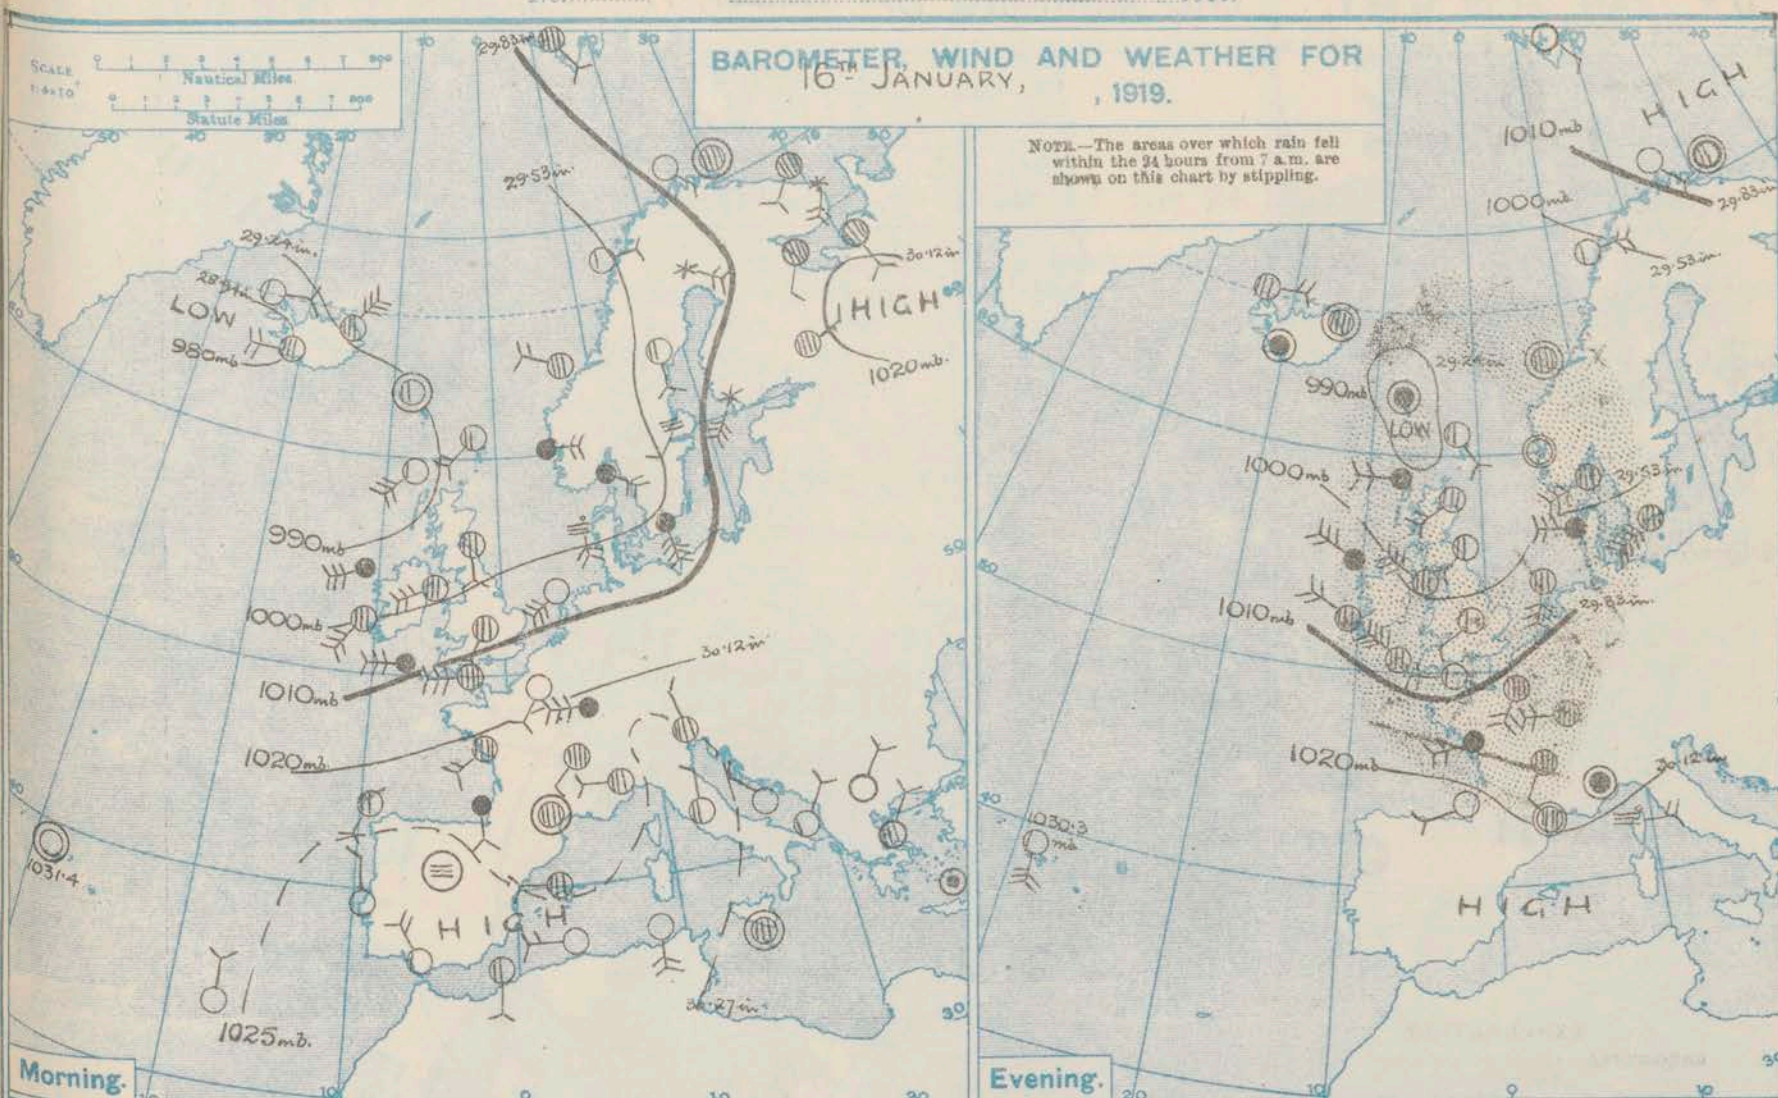 BAROMETER, WIND AND WEATHER FOR
16TH JANUARY, , 1919.
SCALE
Nautical Miles
Statute Miles
NOTE.—The areas over which rain fell
within the 24 hours from 7 a.m. are
shown on this chart by stippling.
29.83in
29.53in.
29.24in.
LOW
980mb
30.12in
HIGH
1020mb.
990mb
1000mb
1010mb
30.12in
1020mb
1031.4
HIGH
30.27in
1025mb.
Morning.
HIGH
1010mb
29.83in
1000mb
29.53in.
29.24in
990mb
LOW
1000mb
29.53in
1010mb
29.83in.
1020mb
30.12in
1030.3
mb
HIGH
Evening.